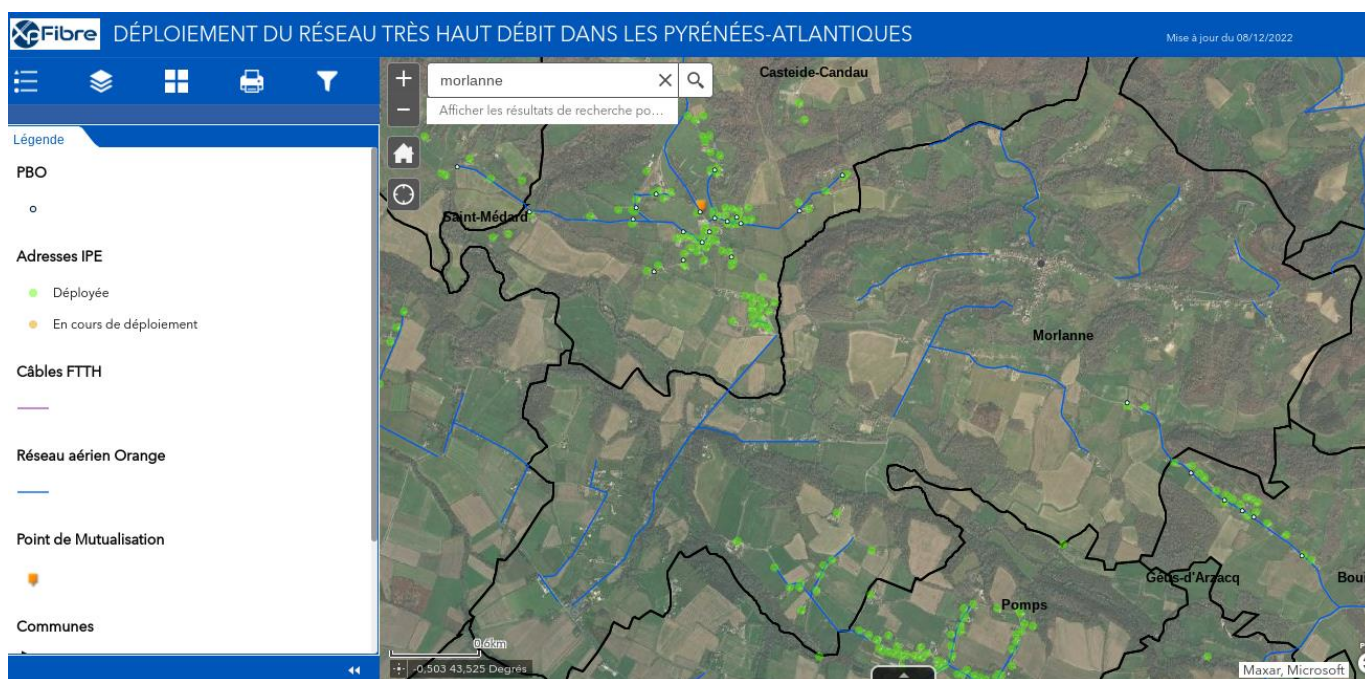 XpFibre
DÉPLOIEMENT DU RÉSEAU TRÈS HAUT DÉBIT DANS LES PYRÉNÉES-ATLANTIQUES
Mise à jour du 08/12/2022
+
morlanne
Afficher les résultats de recherche po...
−
Légende
PBO
Adresses IPE
Déployée
En cours de déploiement
Câbles FTTH
Réseau aérien Orange
Point de Mutualisation
Communes
Casteide-Candau
Saint-Médard
Morlanne
Geus-d'Arzacq
Boui
Pomps
0.6km
-0,503 43,525 Degrés
Maxar, Microsoft